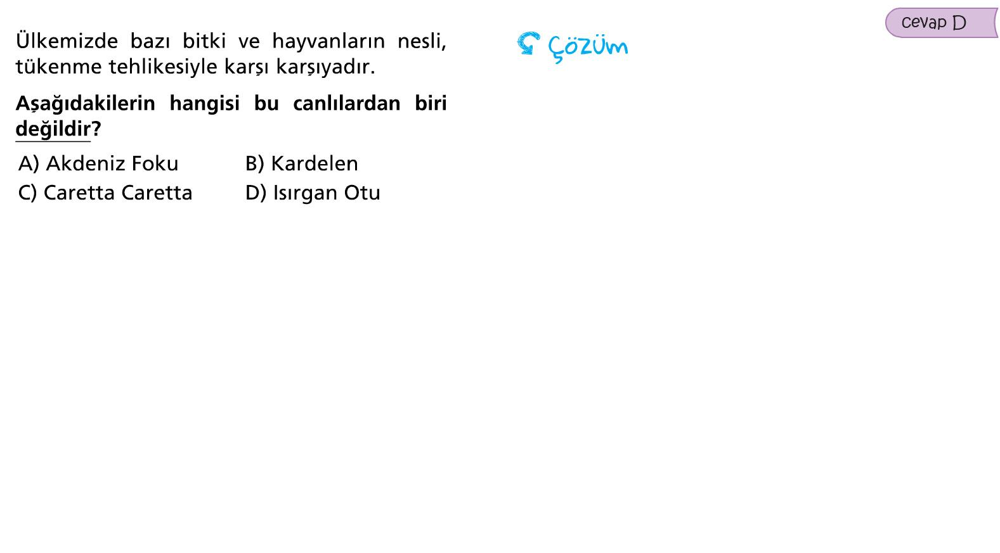 Ülkemizde bazı bitki ve hayvanların nesli,
tükenme tehlikesiyle karşı karşıyadır.
Aşağıdakilerin hangisi bu canlılardan biri
değildir?
A) Akdeniz Foku B) Kardelen
C) Caretta Caretta D) Isırgan Otu
Çözüm
cevap D